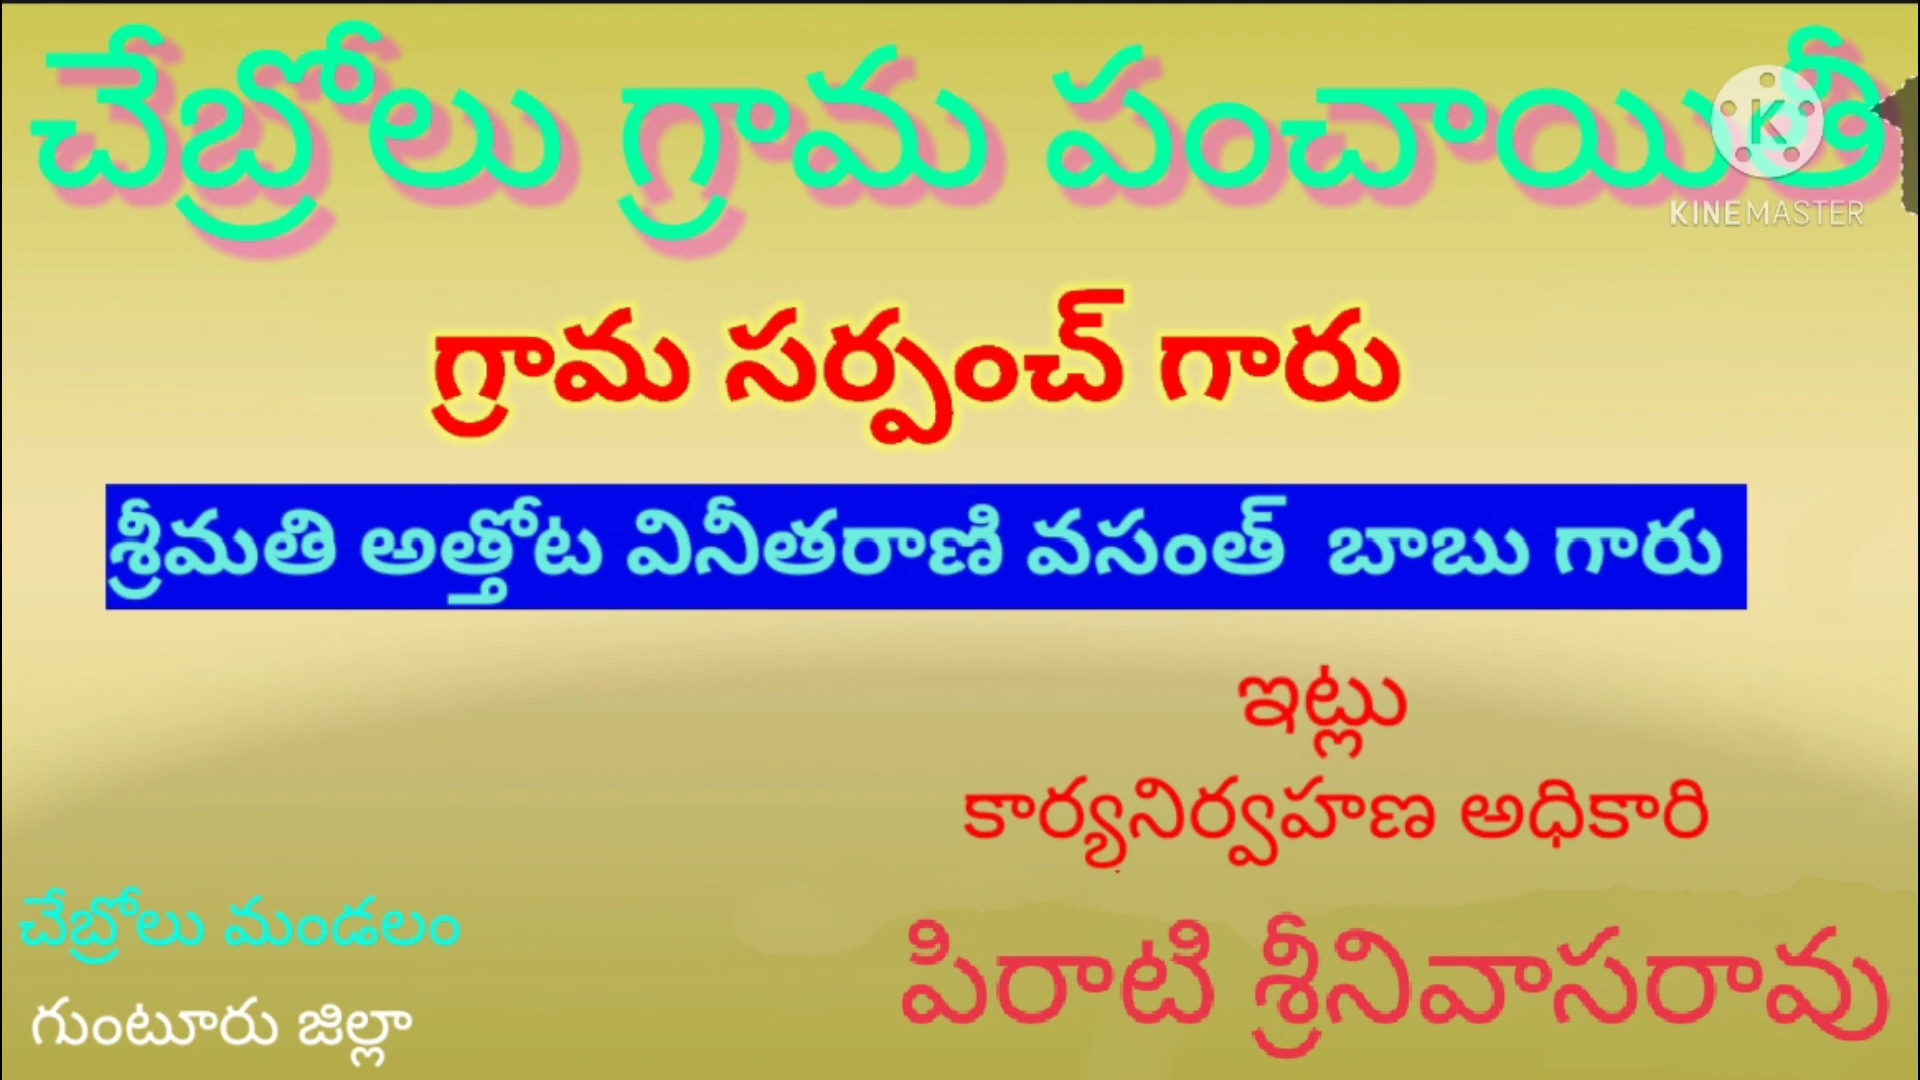 చేబ్రోలు గ్రామ పంచాయితీ
KINEMASTER
గ్రామ సర్పంచ్ గారు
శ్రీమతి అత్తోట వినీతరాణి వసంత్ బాబు గారు
ఇట్లు
కార్యనిర్వహణ అధికారి
పిరాటి శ్రీనివాసరావు
చేబ్రోలు మండలం
గుంటూరు జిల్లా